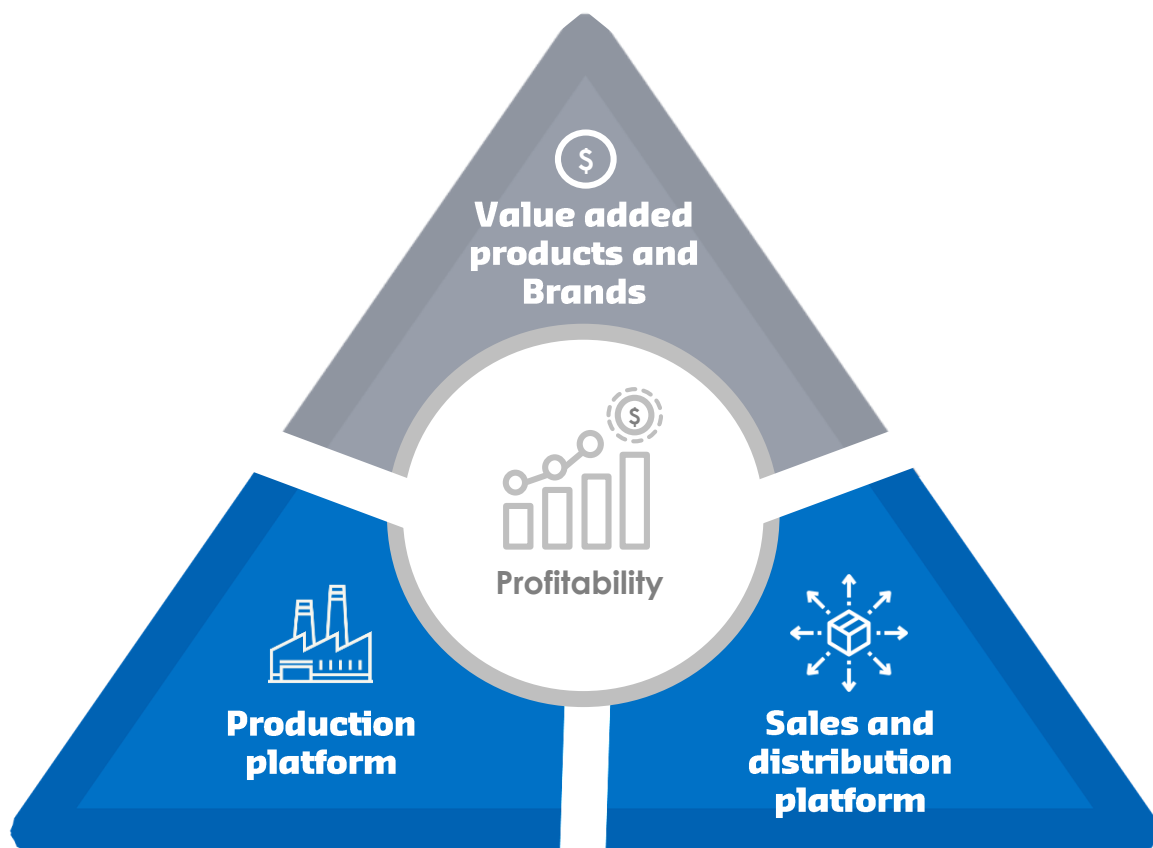 $
Value added
products and
Brands
$
Profitability
Production
platform
Sales and
distribution
platform